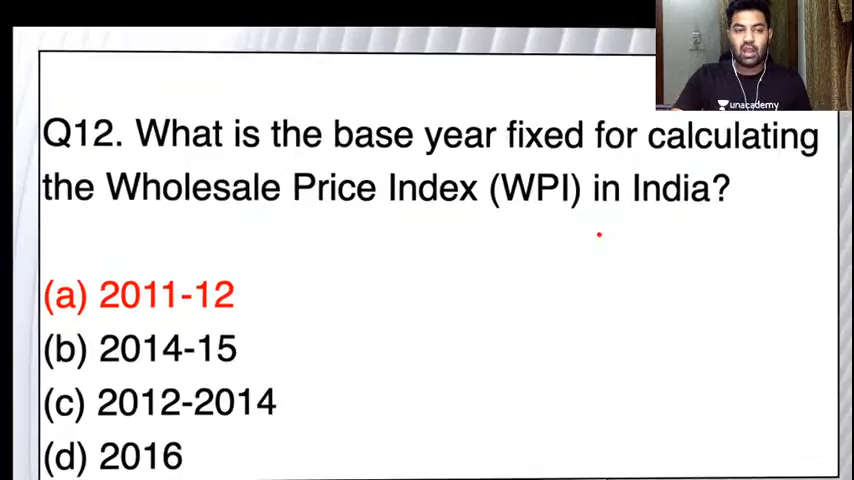 unacademy
Q12. What is the base year fixed for calculating
the Wholesale Price Index (WPI) in India?
(a) 2011-12
(b) 2014-15
(c) 2012-2014
(d) 2016